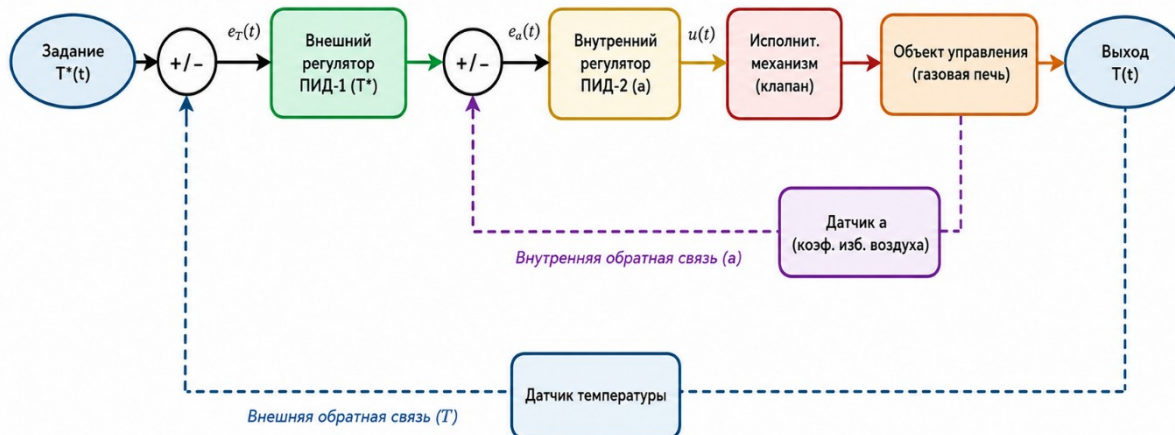 Задание
T*(t)
+/−
e_T(t)
Внешний
регулятор
ПИД-1 (T*)
+/−
e_a(t)
Внутренний
регулятор
ПИД-2 (a)
u(t)
Исполнит.
механизм
(клапан)
Объект управления
(газовая печь)
Выход
T(t)
Датчик a
(коэф. изб. воздуха)
Внутренняя обратная связь (a)
Датчик температуры
Внешняя обратная связь (T)